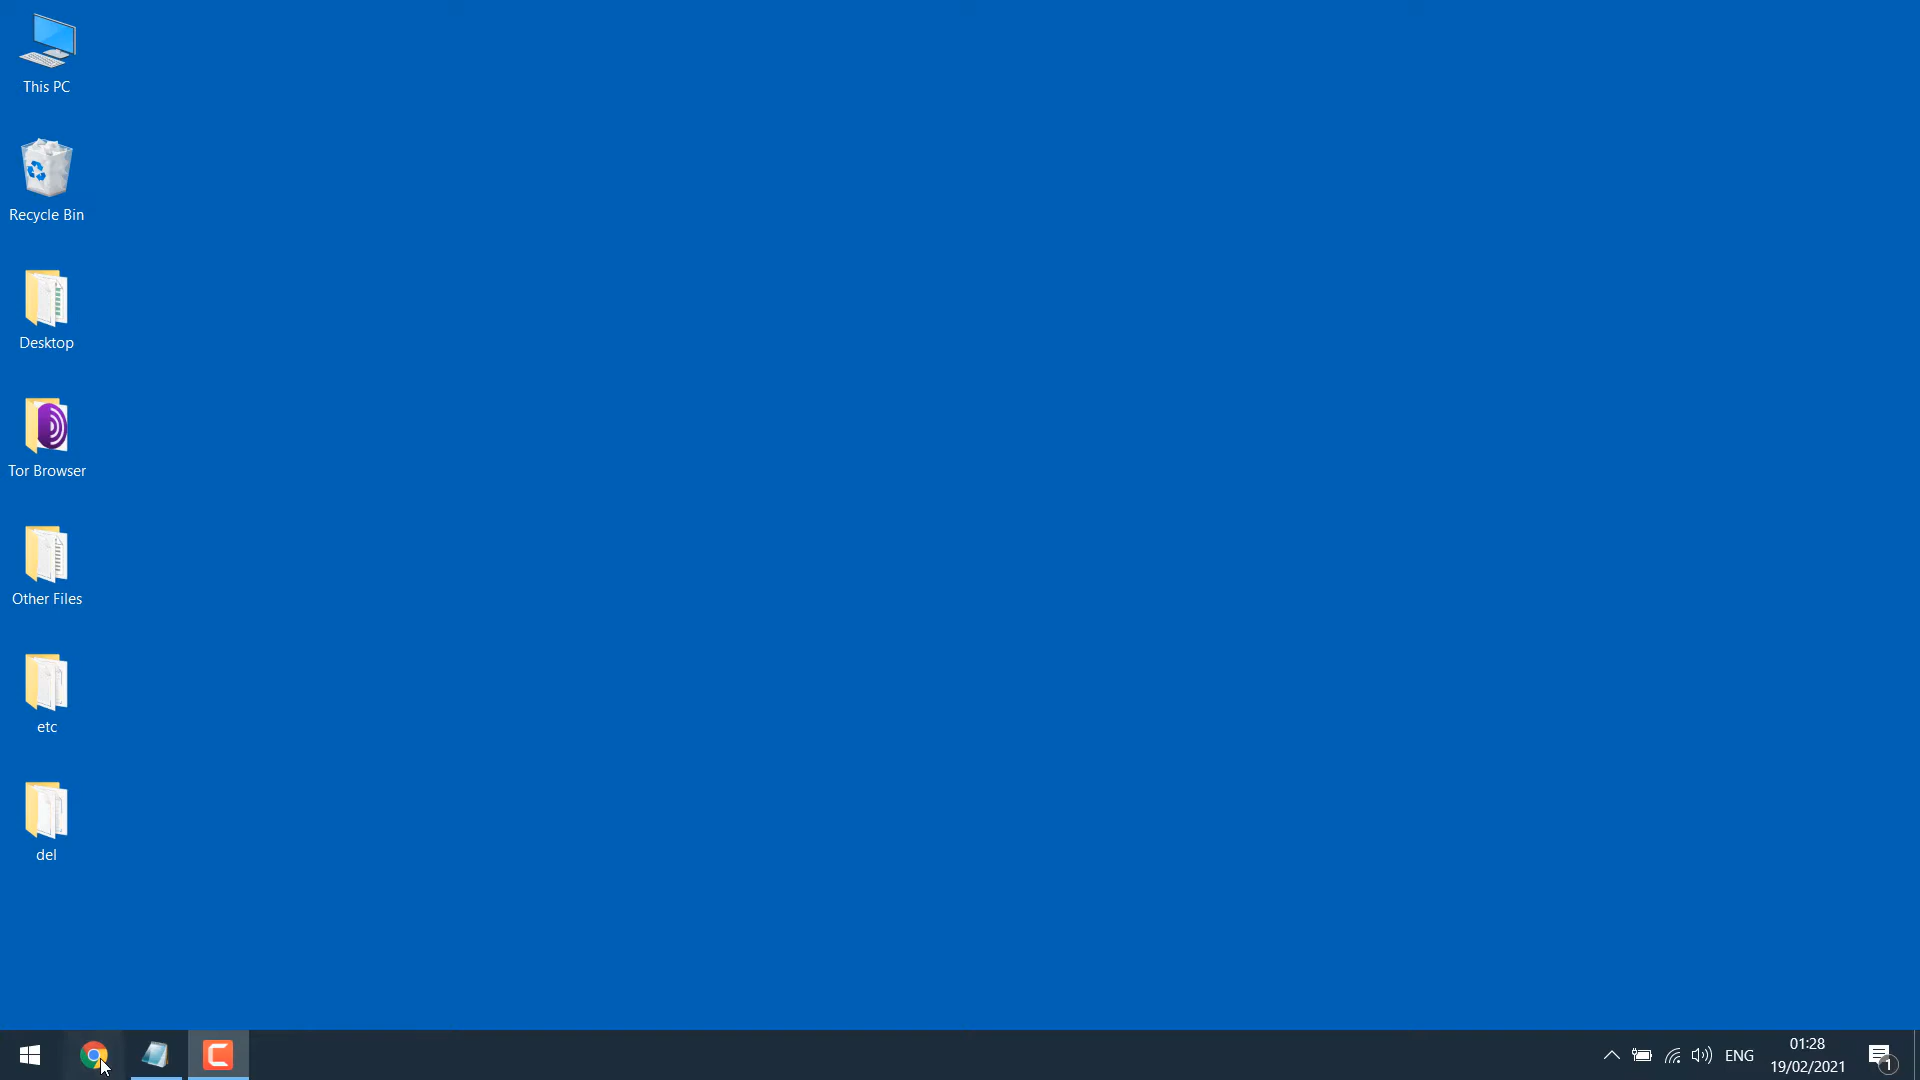 This PC
Recycle Bin
Desktop
Tor Browser
Other Files
etc
del
ENG
01:28
19/02/2021
1